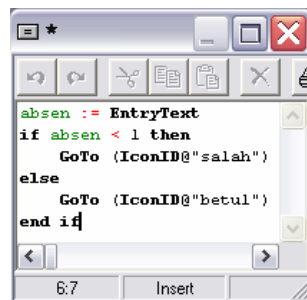 *
absen := EntryText
if absen < 1 then
    GoTo (IconID@"salah")
else
    GoTo (IconID@"betul")
end if
6:7 Insert